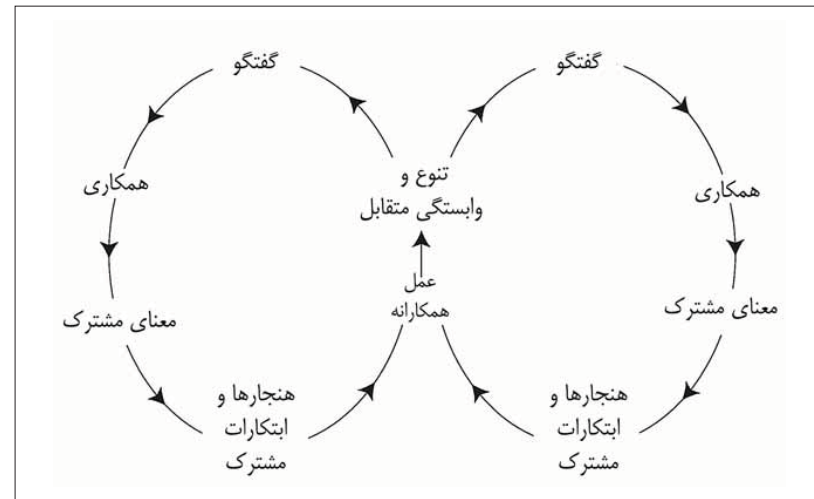 گفتگو
گفتگو
تنوع و
وابستگی متقابل
همکاری
همکاری
عمل
همکارانه
معنای مشترک
معنای مشترک
هنجارها و
ابتکارات
مشترک
هنجارها و
ابتکارات
مشترک